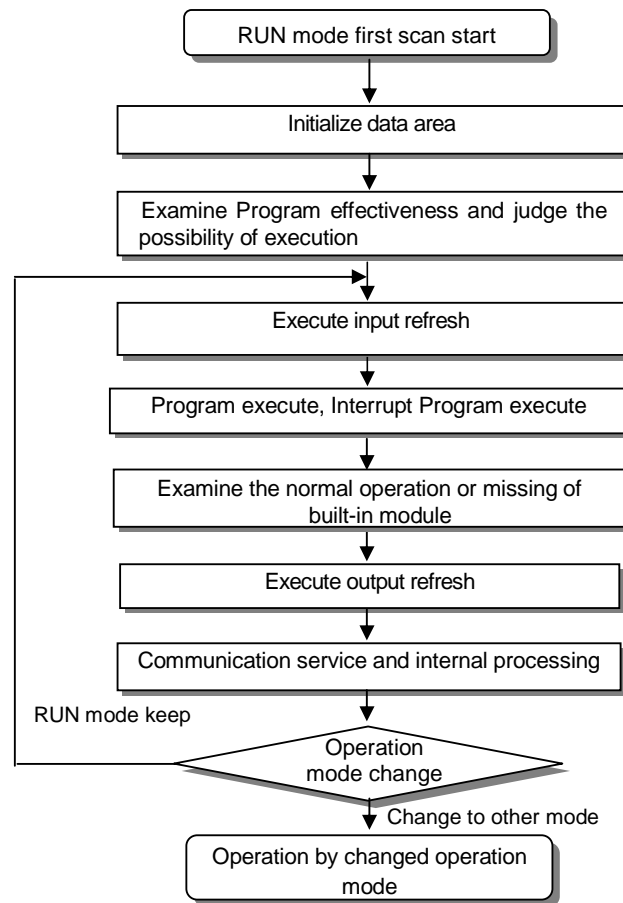 RUN mode first scan start
Initialize data area
Examine Program effectiveness and judge the
possibility of execution
Execute input refresh
Program execute, Interrupt Program execute
Examine the normal operation or missing of
built-in module
Execute output refresh
Communication service and internal processing
RUN mode keep
Operation
mode change
Change to other mode
Operation by changed operation
mode